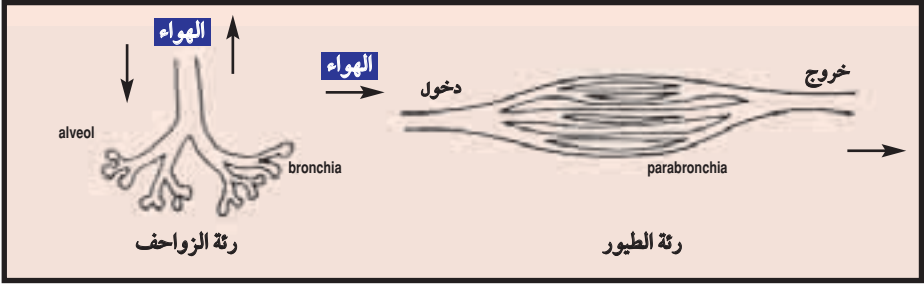 الهواء
alveol
bronchia
رئة الزواحف
الهواء
دخول
خروج
parabronchia
رئة الطيور